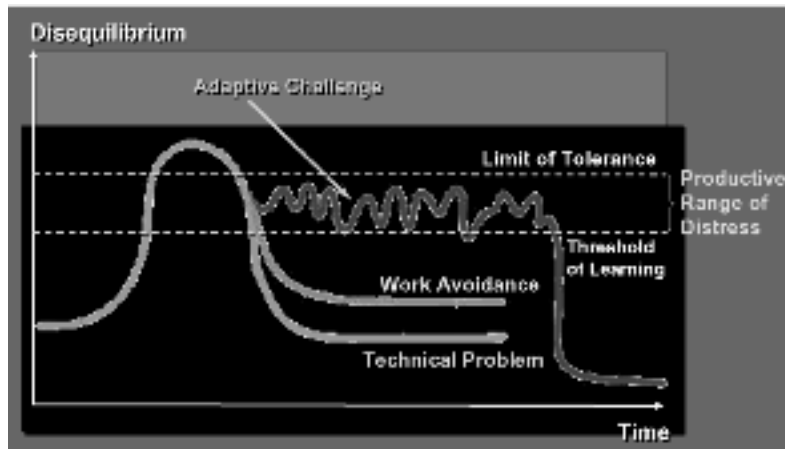 Disequilibrium
Adaptive Challenge
Limit of Tolerance
Productive
Range of
Distress
Threshold
of Learning
Work Avoidance
Technical Problem
Time